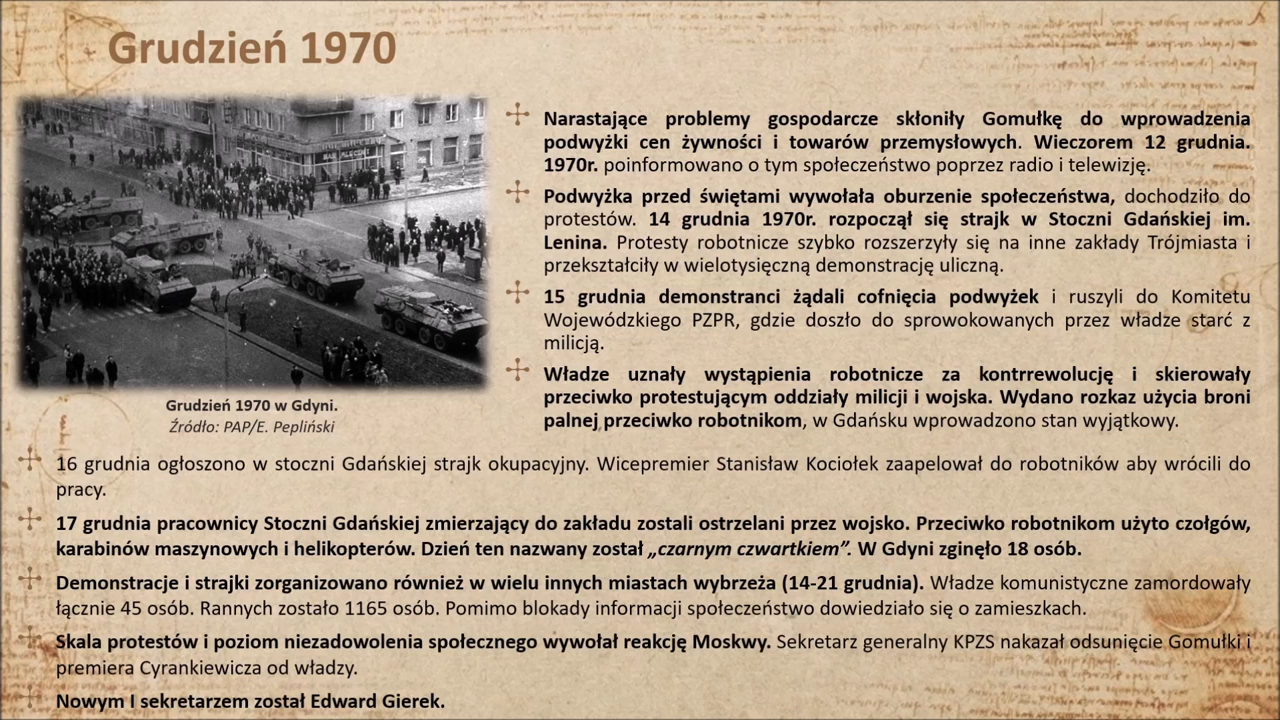 Grudzień 1970
BAR MLECZNY
Narastające problemy gospodarcze skłoniły Gomułkę do wprowadzenia
podwyżki cen żywności i towarów przemysłowych. Wieczorem 12 grudnia.
1970r. poinformowano o tym społeczeństwo poprzez radio i telewizję.
Podwyżka przed świętami wywołała oburzenie społeczeństwa, dochodziło do
protestów. 14 grudnia 1970r. rozpoczął się strajk w Stoczni Gdańskiej im.
Lenina. Protesty robotnicze szybko rozszerzyły się na inne zakłady Trójmiasta i
przekształciły w wielotysięczną demonstrację uliczną.
15 grudnia demonstranci żądali cofnięcia podwyżek i ruszyli do Komitetu
Wojewódzkiego PZPR, gdzie doszło do sprowokowanych przez władze starć z
milicją.
Władze uznały wystąpienia robotnicze za kontrrewolucję i skierowały
przeciwko protestującym oddziały milicji i wojska. Wydano rozkaz użycia broni
palnej przeciwko robotnikom, w Gdańsku wprowadzono stan wyjątkowy.
Grudzień 1970 w Gdyni.
Źródło: PAP/E. Pepliński
16 grudnia ogłoszono w stoczni Gdańskiej strajk okupacyjny. Wicepremier Stanisław Kociołek zaapelował do robotników aby wrócili do
pracy.
17 grudnia pracownicy Stoczni Gdańskiej zmierzający do zakładu zostali ostrzelani przez wojsko. Przeciwko robotnikom użyto czołgów,
karabinów maszynowych i helikopterów. Dzień ten nazwany został „czarnym czwartkiem”. W Gdyni zginęło 18 osób.
Demonstracje i strajki zorganizowano również w wielu innych miastach wybrzeża (14-21 grudnia). Władze komunistyczne zamordowały
łącznie 45 osób. Rannych zostało 1165 osób. Pomimo blokady informacji społeczeństwo dowiedziało się o zamieszkach.
Skala protestów i poziom niezadowolenia społecznego wywołał reakcję Moskwy. Sekretarz generalny KPZS nakazał odsunięcie Gomułki i
premiera Cyrankiewicza od władzy.
Nowym I sekretarzem został Edward Gierek.